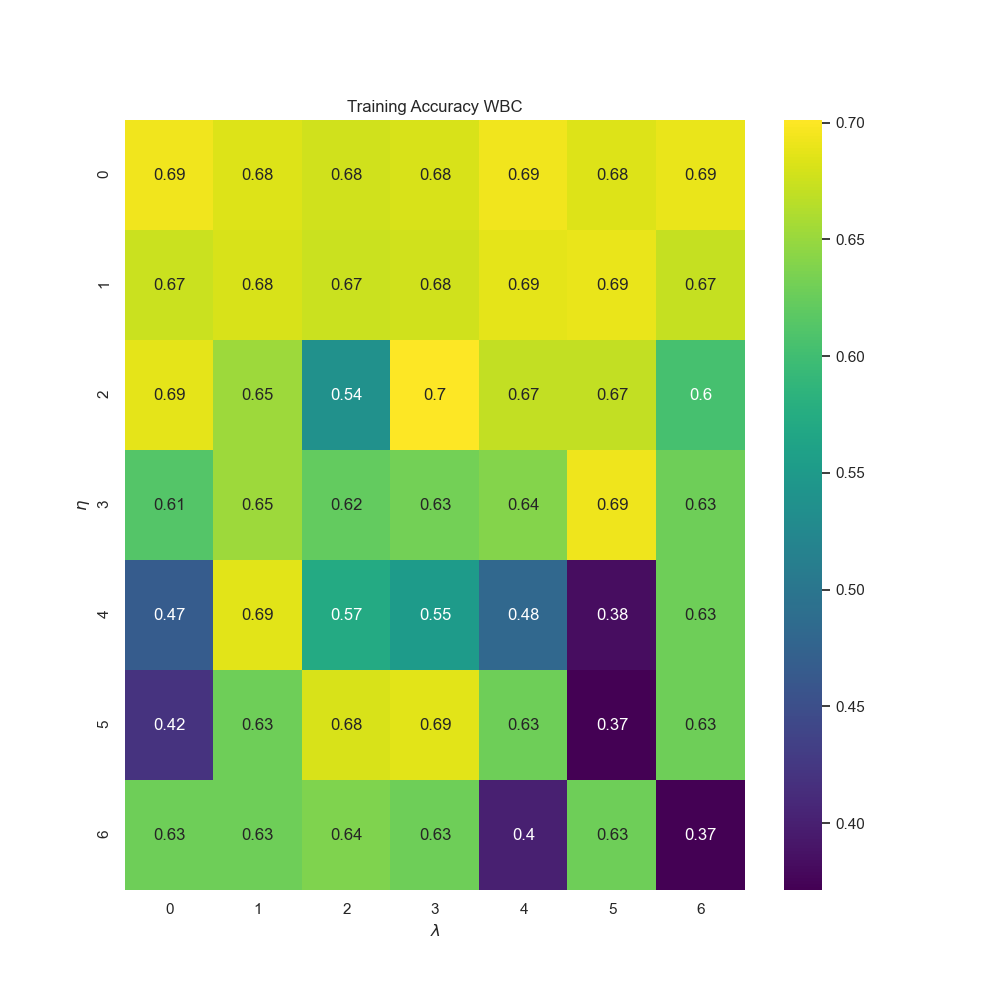 Training Accuracy WBC
0 0.69 0.68 0.68 0.68 0.69 0.68 0.69
1 0.67 0.68 0.67 0.68 0.69 0.69 0.67
2 0.69 0.65 0.54 0.7 0.67 0.67 0.6
3 0.61 0.65 0.62 0.63 0.64 0.69 0.63
4 0.47 0.69 0.57 0.55 0.48 0.38 0.63
5 0.42 0.63 0.68 0.69 0.63 0.37 0.63
6 0.63 0.63 0.64 0.63 0.4 0.63 0.37
η
0 1 2 3 4 5 6
λ
0.70
0.65
0.60
0.55
0.50
0.45
0.40